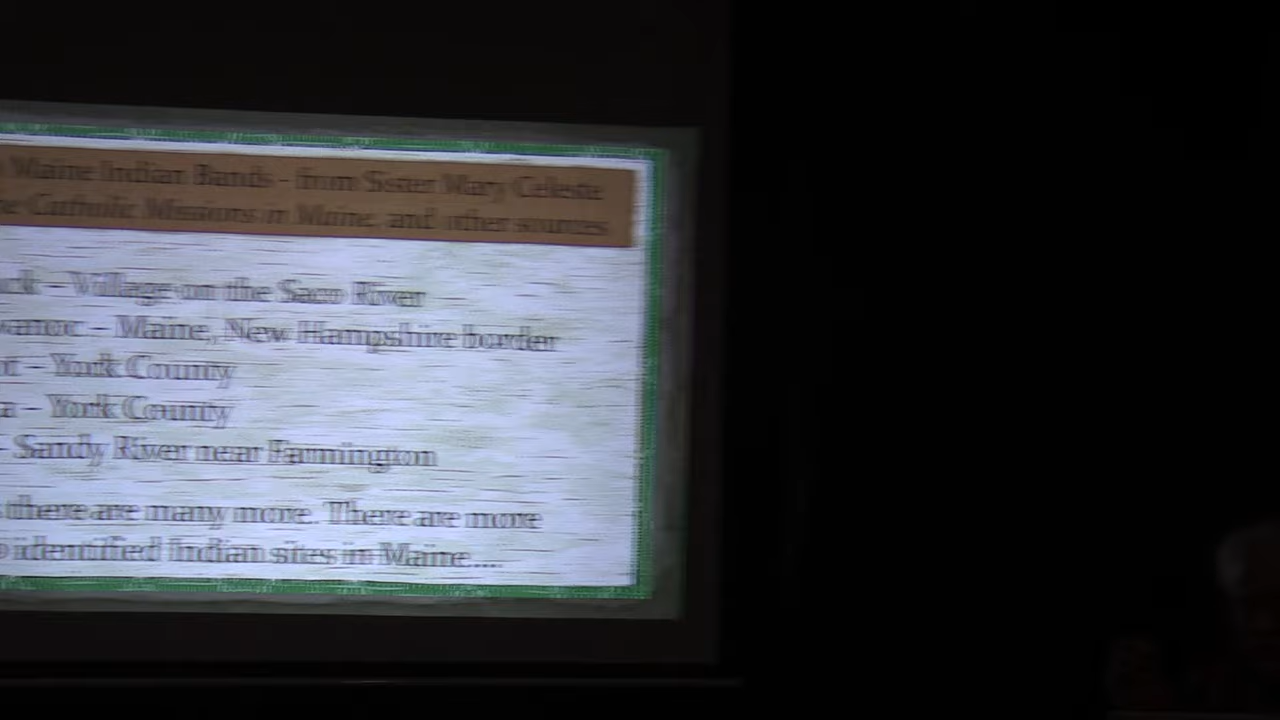 Maine Indian Bands - from Sister Mary Celeste
Catholic Missions in Maine, and other sources
– Village on the Saco River
– Maine, New Hampshire border
– York County
– York County
- Sandy River near Farmington
there are many more. There are more
identified Indian sites in Maine....